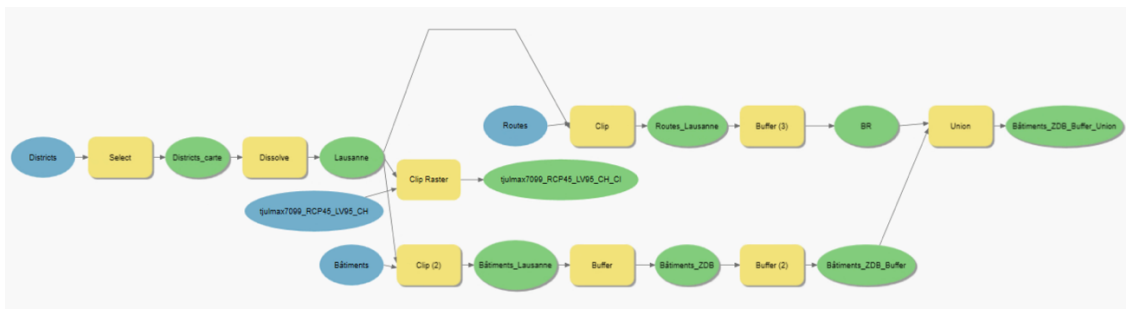 Routes
Clip
Routes_Lausanne
Buffer (3)
BR
Union
Bâtiments_ZDB_Buffer_Union
Districts
Select
Districts_carte
Dissolve
Lausanne
Clip Raster
tjulmax7099_RCP45_LV95_CH_Cl
tjulmax7099_RCP45_LV95_CH
Bâtiments
Clip (2)
Bâtiments_Lausanne
Buffer
Bâtiments_ZDB
Buffer (2)
Bâtiments_ZDB_Buffer